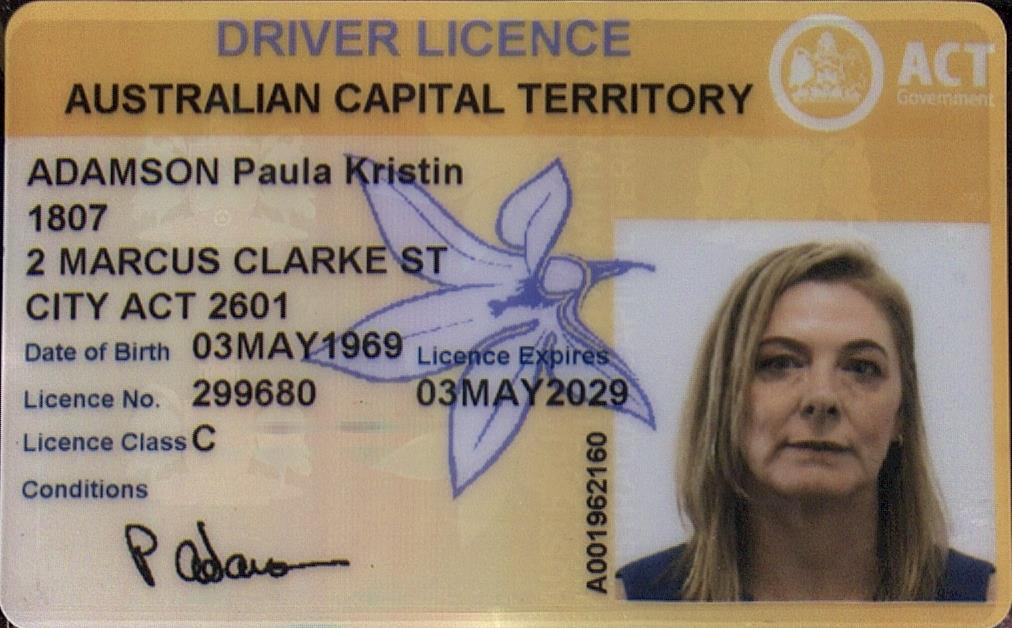 DRIVER LICENCE
AUSTRALIAN CAPITAL TERRITORY
ACT
Government
ADAMSON Paula Kristin
1807
2 MARCUS CLARKE ST
CITY ACT 2601
Date of Birth 03MAY1969
Licence Expires
Licence No. 299680
03MAY2029
Licence Class C
Conditions
P Adams
A001962160